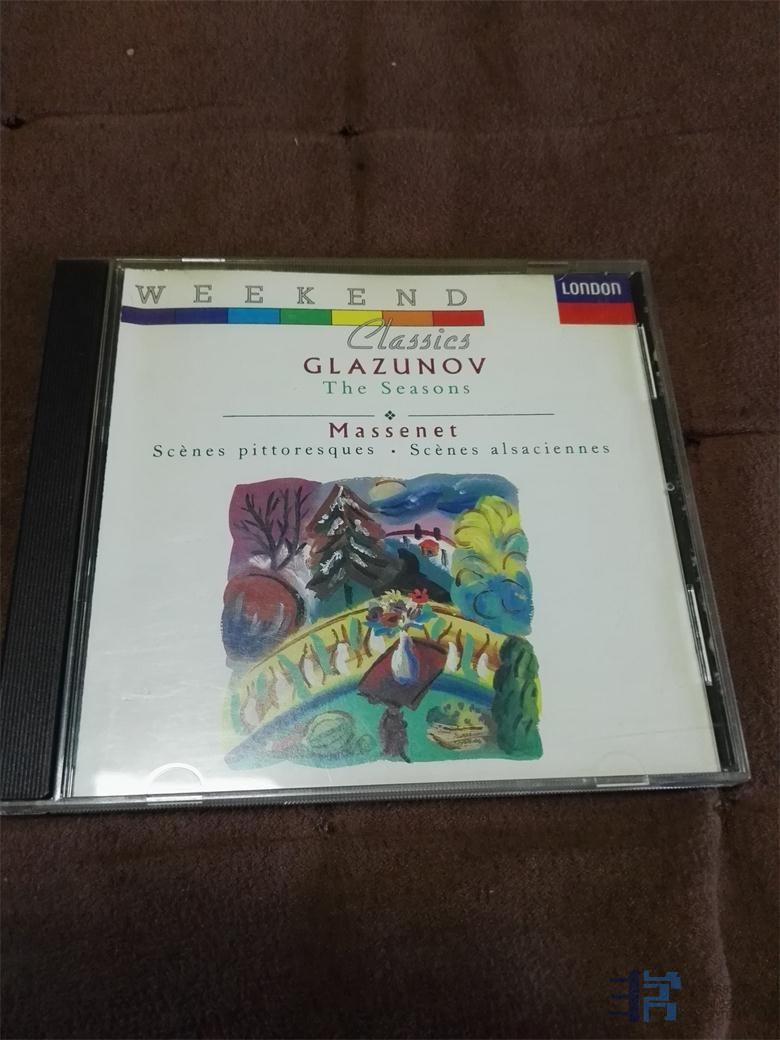 WEEKEND
LONDON
Classics
GLAZUNOV
The Seasons
Massenet
Scènes pittoresques • Scènes alsaciennes